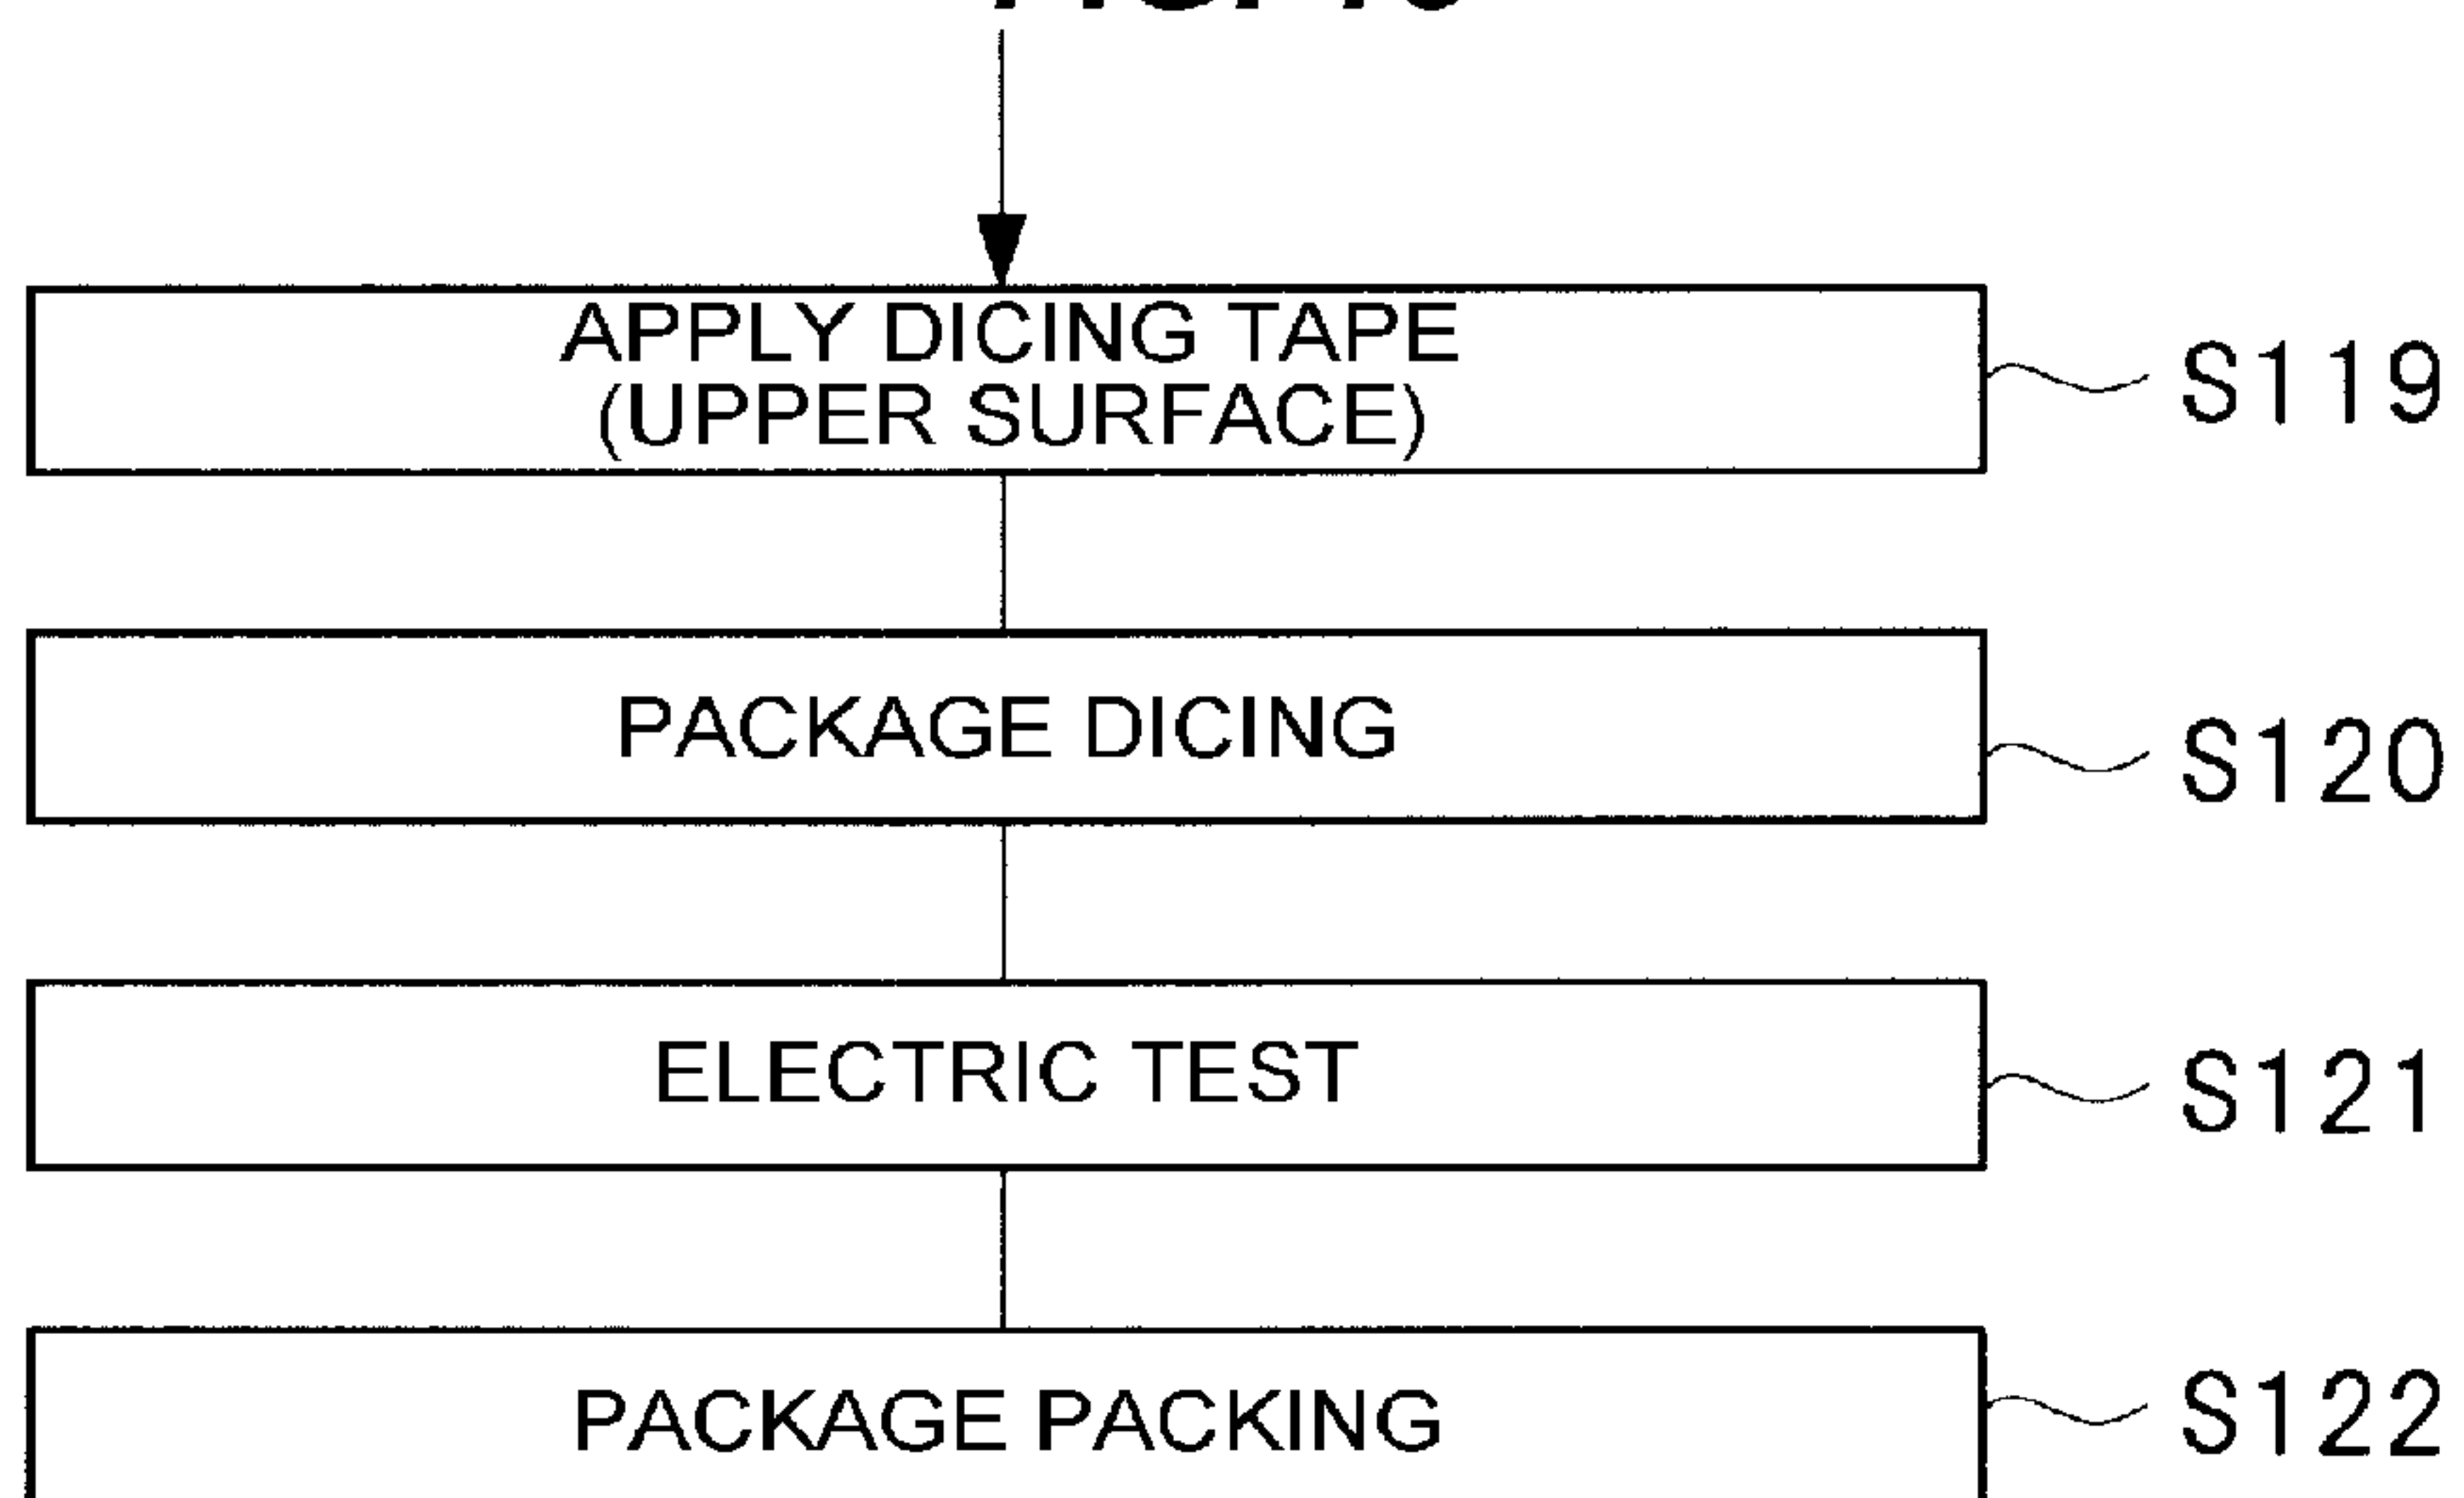 APPLY DICING TAPE
(UPPER SURFACE)
S119
PACKAGE DICING
S120
ELECTRIC TEST
S121
PACKAGE PACKING
S122